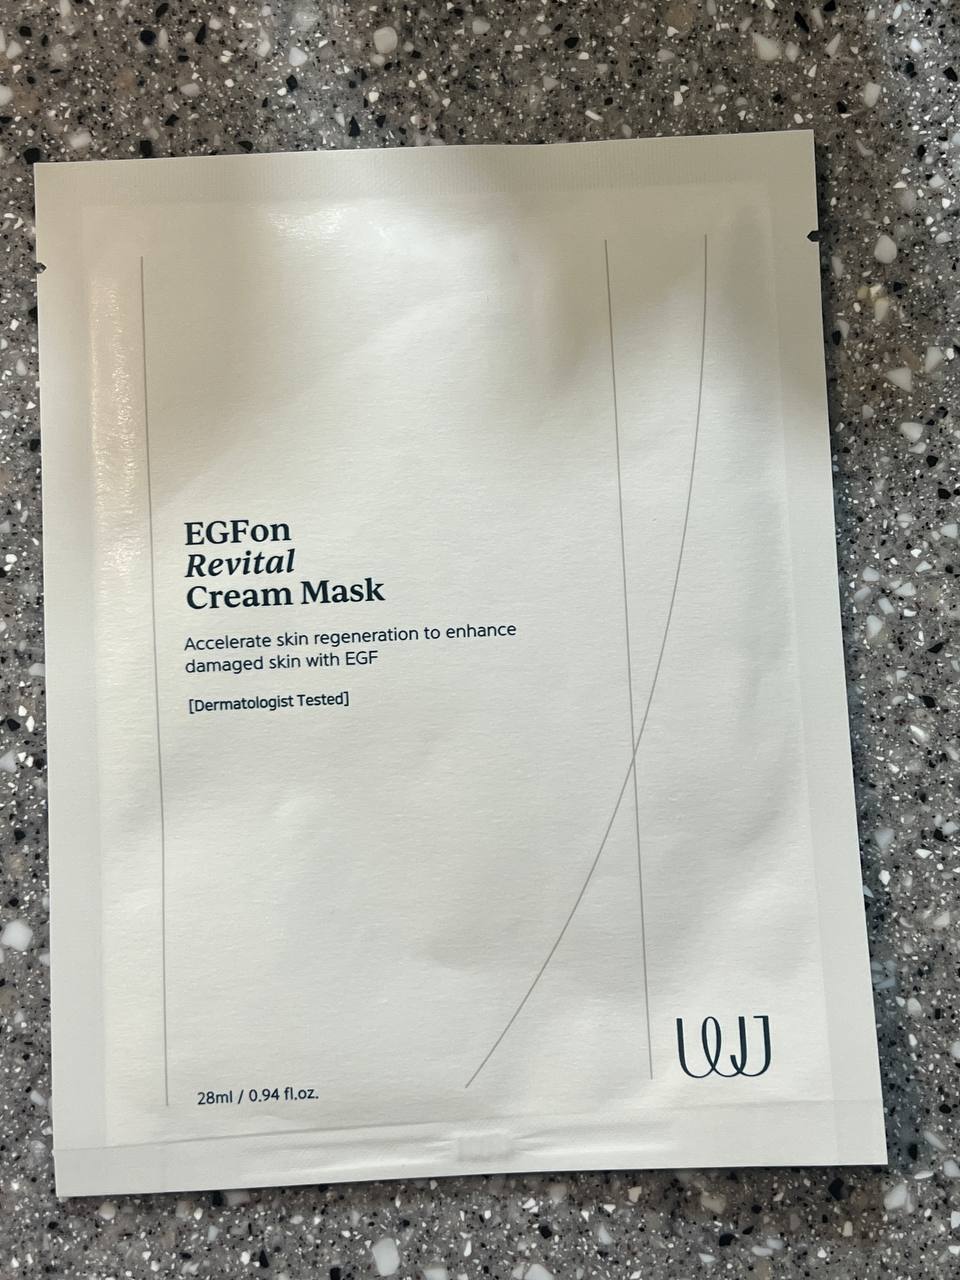 EGFon
Revital
Cream Mask
Accelerate skin regeneration to enhance
damaged skin with EGF
[Dermatologist Tested]
28ml / 0.94 fl.oz.